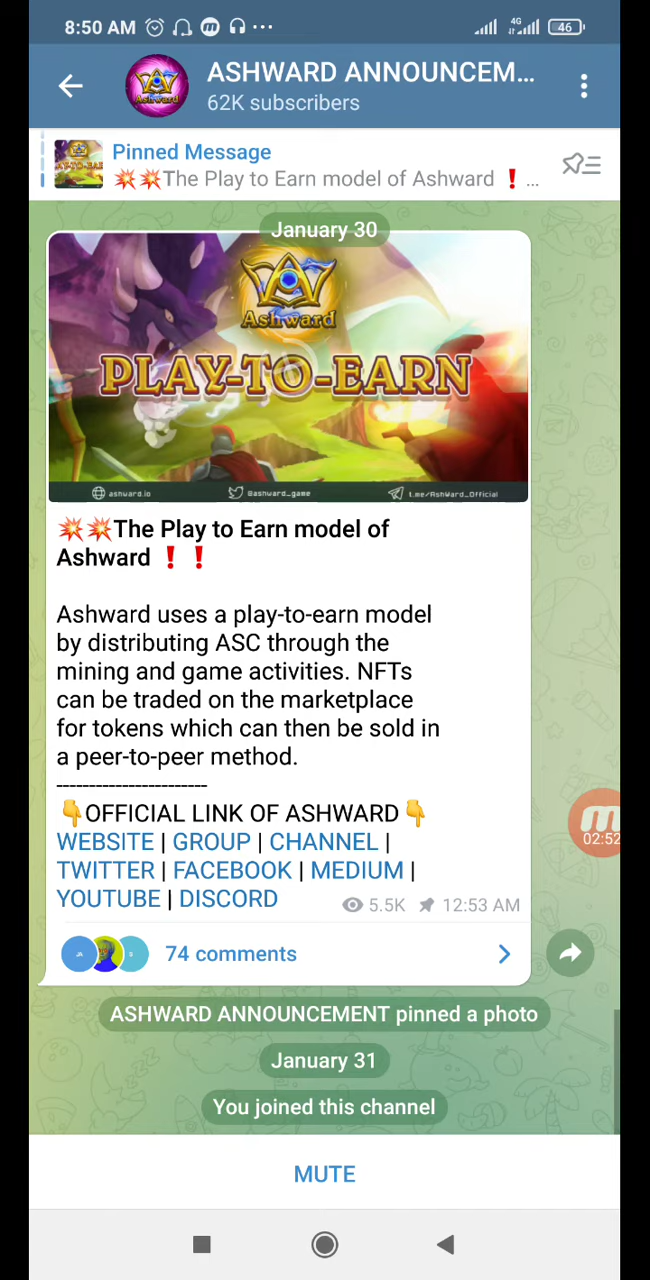 8:50 AM
4G
46
ASHWARD ANNOUNCEM...
62K subscribers
Pinned Message
💥💥The Play to Earn model of Ashward ❗...
January 30
Ashward
PLAY-TO-EARN
ashward.io
@ashward_game
t.me/AshWard_Official
💥💥The Play to Earn model of
Ashward ❗❗
Ashward uses a play-to-earn model
by distributing ASC through the
mining and game activities. NFTs
can be traded on the marketplace
for tokens which can then be sold in
a peer-to-peer method.
-----------------------
👇OFFICIAL LINK OF ASHWARD👇
WEBSITE | GROUP | CHANNEL |
TWITTER | FACEBOOK | MEDIUM |
YOUTUBE | DISCORD
5.5K 12:53 AM
02:52
74 comments
ASHWARD ANNOUNCEMENT pinned a photo
January 31
You joined this channel
MUTE